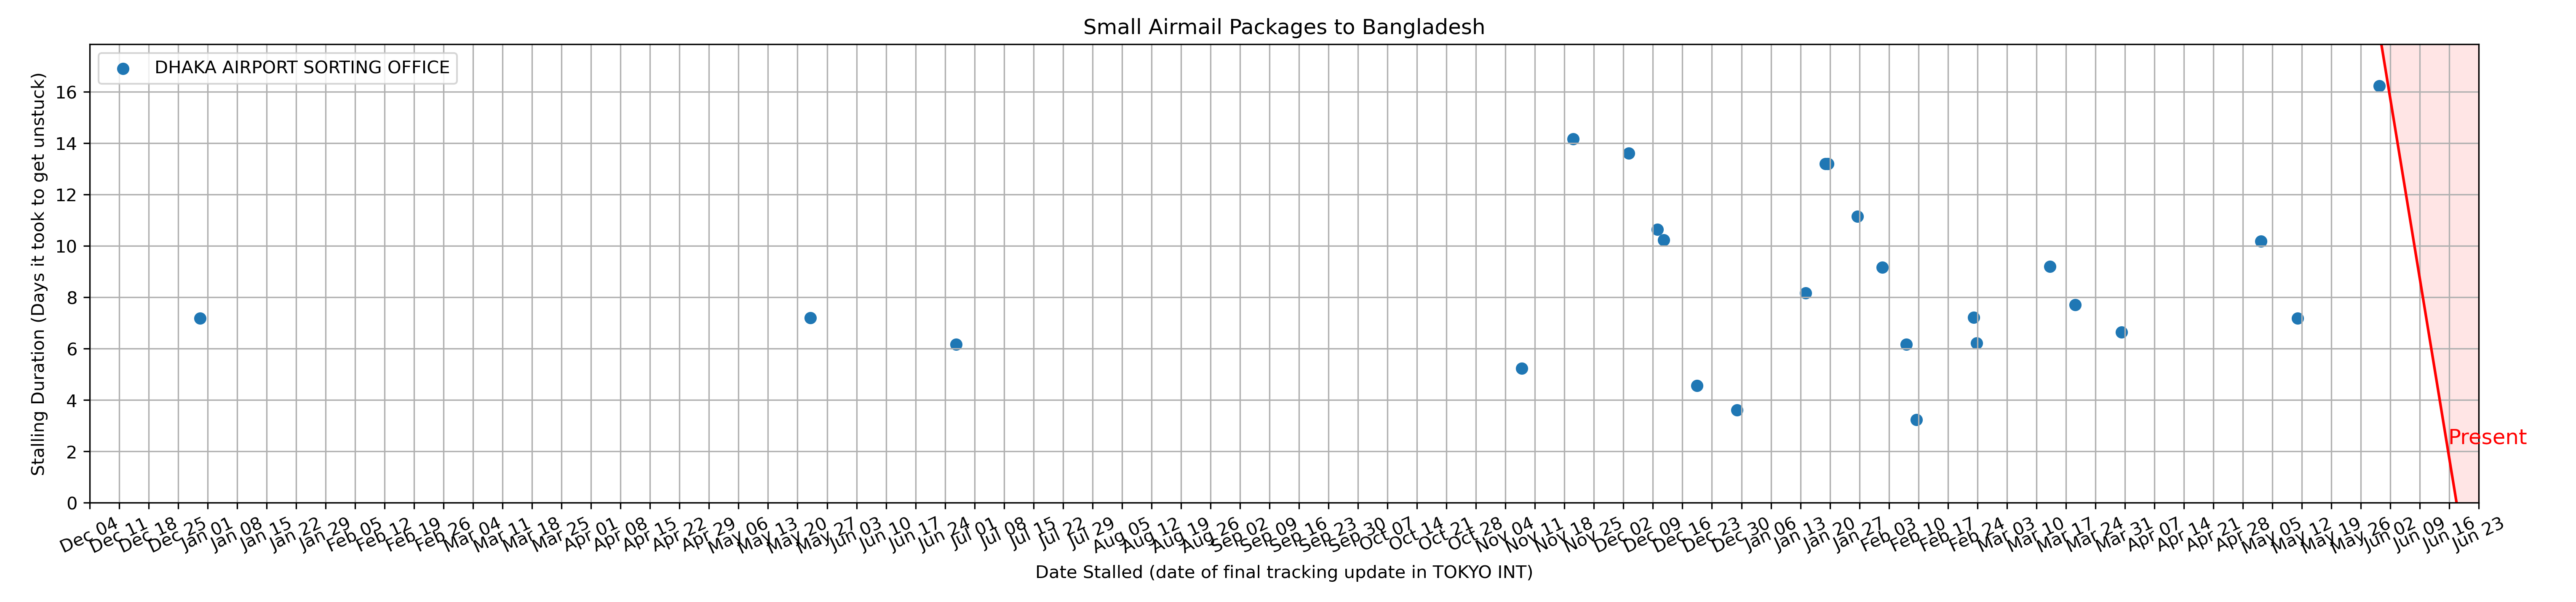 Small Airmail Packages to Bangladesh
DHAKA AIRPORT SORTING OFFICE
Stalling Duration (Days it took to get unstuck)
16
14
12
10
8
6
4
2
0
Present
Dec 04 Dec 11 Dec 18 Dec 25 Jan 01 Jan 08 Jan 15 Jan 22 Jan 29 Feb 05 Feb 12 Feb 19 Feb 26 Mar 04 Mar 11 Mar 18 Mar 25 Apr 01 Apr 08 Apr 15 Apr 22 Apr 29 May 06 May 13 May 20 May 27 Jun 03 Jun 10 Jun 17 Jun 24 Jul 01 Jul 08 Jul 15 Jul 22 Jul 29 Aug 05 Aug 12 Aug 19 Aug 26 Sep 02 Sep 09 Sep 16 Sep 23 Sep 30 Oct 07 Oct 14 Oct 21 Oct 28 Nov 04 Nov 11 Nov 18 Nov 25 Dec 02 Dec 09 Dec 16 Dec 23 Dec 30 Jan 06 Jan 13 Jan 20 Jan 27 Feb 03 Feb 10 Feb 17 Feb 24 Mar 03 Mar 10 Mar 17 Mar 24 Mar 31 Apr 07 Apr 14 Apr 21 Apr 28 May 05 May 12 May 19 May 26 Jun 02 Jun 09 Jun 16 Jun 23
Date Stalled (date of final tracking update in TOKYO INT)